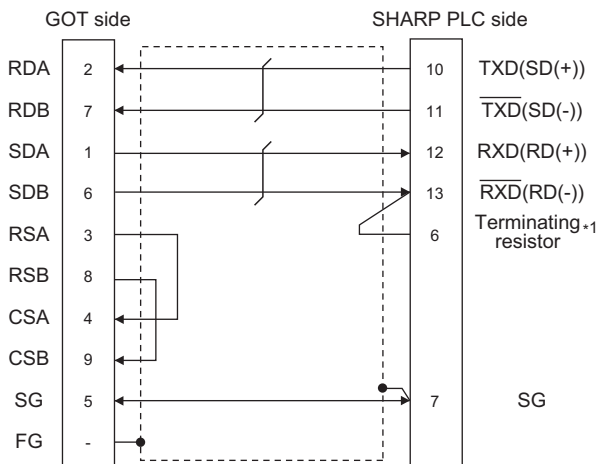 GOT side SHARP PLC side
RDA 2 10 TXD(SD(+))
RDB 7 11 T̅X̅D̅(SD(-))
SDA 1 12 RXD(RD(+))
SDB 6 13 R̅X̅D̅(RD(-))
RSA 3 6 Terminating resistor *1
RSB 8
CSA 4
CSB 9
SG 5 7 SG
FG -